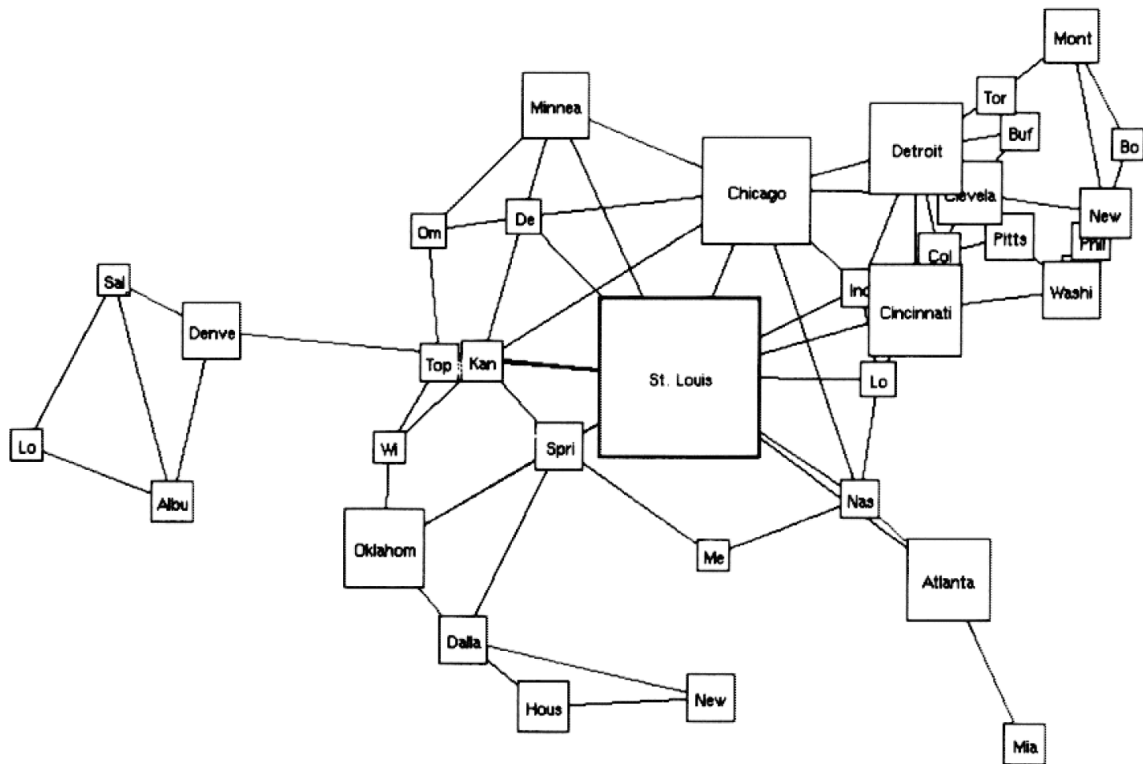 Mont
Tor
Minnea
Buf
Detroit
Bo
Chicago
Clevela
New
De
Om
Pitts
Phil
Col
Sal
Ind
Washi
Cincinnati
Denve
Top
Kan
St. Louis
Lo
Lo
Wi
Spri
Albu
Nas
Oklahom
Me
Atlanta
Dalla
New
Hous
Mia